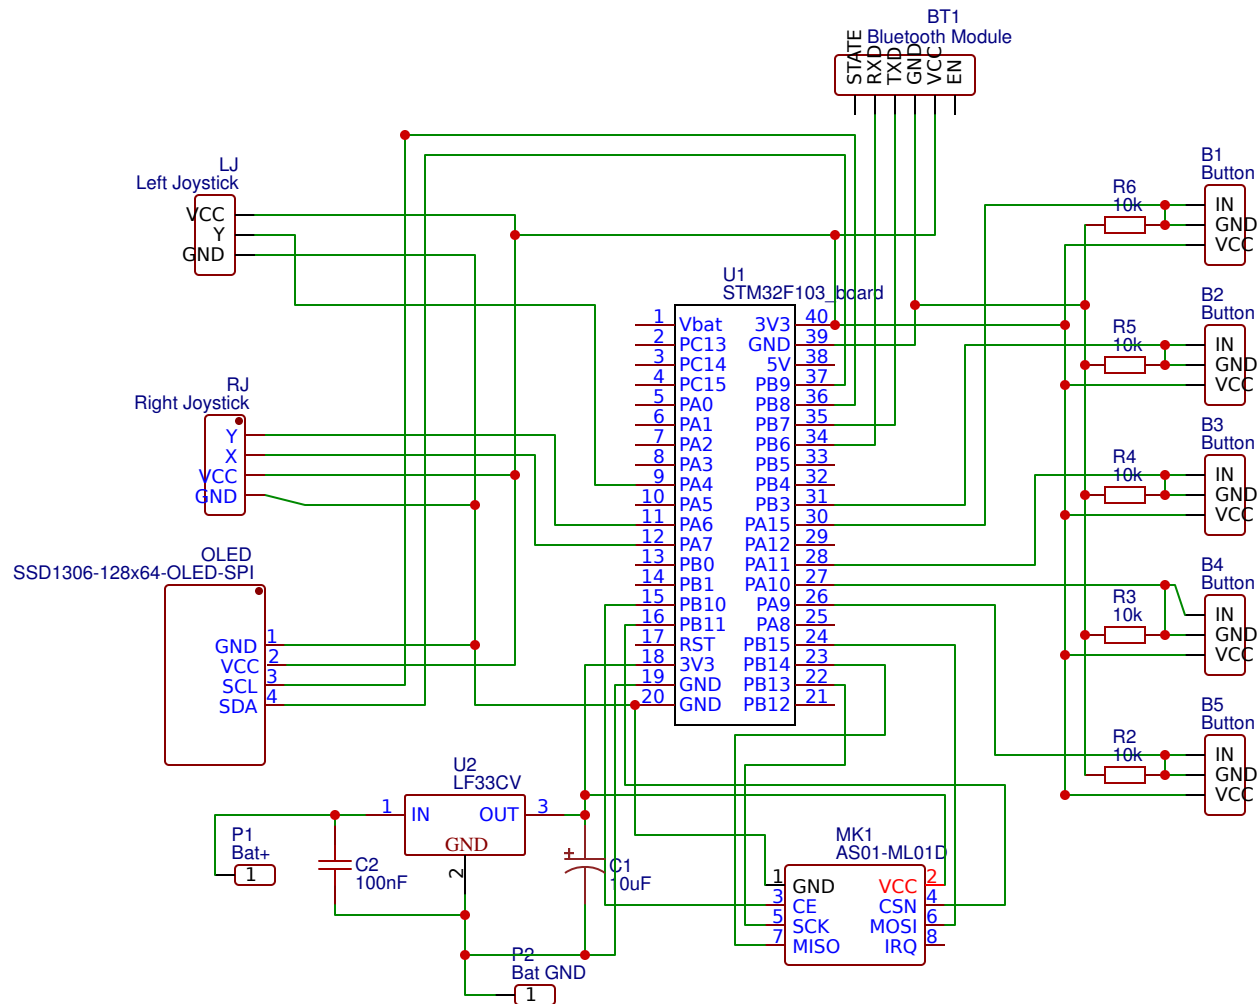 BT1
Bluetooth Module
STATE
RXD
TXD
GND
VCC
EN
LJ
Left Joystick
VCC
Y
GND
RJ
Right Joystick
Y
X
VCC
GND
OLED
SSD1306-128x64-OLED-SPI
GND 1
VCC 2
SCL 3
SDA 4
U1
STM32F103_board
1 Vbat 3V3 40
2 PC13 GND 39
3 PC14 5V 38
4 PC15 PB9 37
5 PA0 PB8 36
6 PA1 PB7 35
7 PA2 PB6 34
8 PA3 PB5 33
9 PA4 PB4 32
10 PA5 PB3 31
11 PA6 PA15 30
12 PA7 PA12 29
13 PB0 PA11 28
14 PB1 PA10 27
15 PB10 PA9 26
16 PB11 PA8 25
17 RST PB15 24
18 3V3 PB14 23
19 GND PB13 22
20 GND PB12 21
B1
Button
R6
10k
IN
GND
VCC
B2
Button
R5
10k
IN
GND
VCC
B3
Button
R4
10k
IN
GND
VCC
B4
Button
R3
10k
IN
GND
VCC
B5
Button
R2
10k
IN
GND
VCC
U2
LF33CV
1 IN OUT 3
GND
2
P1
Bat+
1
C2
100nF
C1
10uF
P2
Bat GND
1
MK1
AS01-ML01D
1 GND VCC 2
3 CE CSN 4
5 SCK MOSI 6
7 MISO IRQ 8